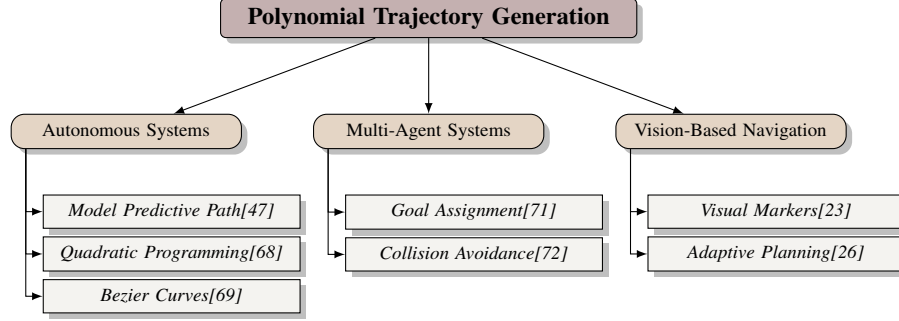 Polynomial Trajectory Generation
Autonomous Systems
Multi-Agent Systems
Vision-Based Navigation
Model Predictive Path[47]
Goal Assignment[71]
Visual Markers[23]
Quadratic Programming[68]
Collision Avoidance[72]
Adaptive Planning[26]
Bezier Curves[69]